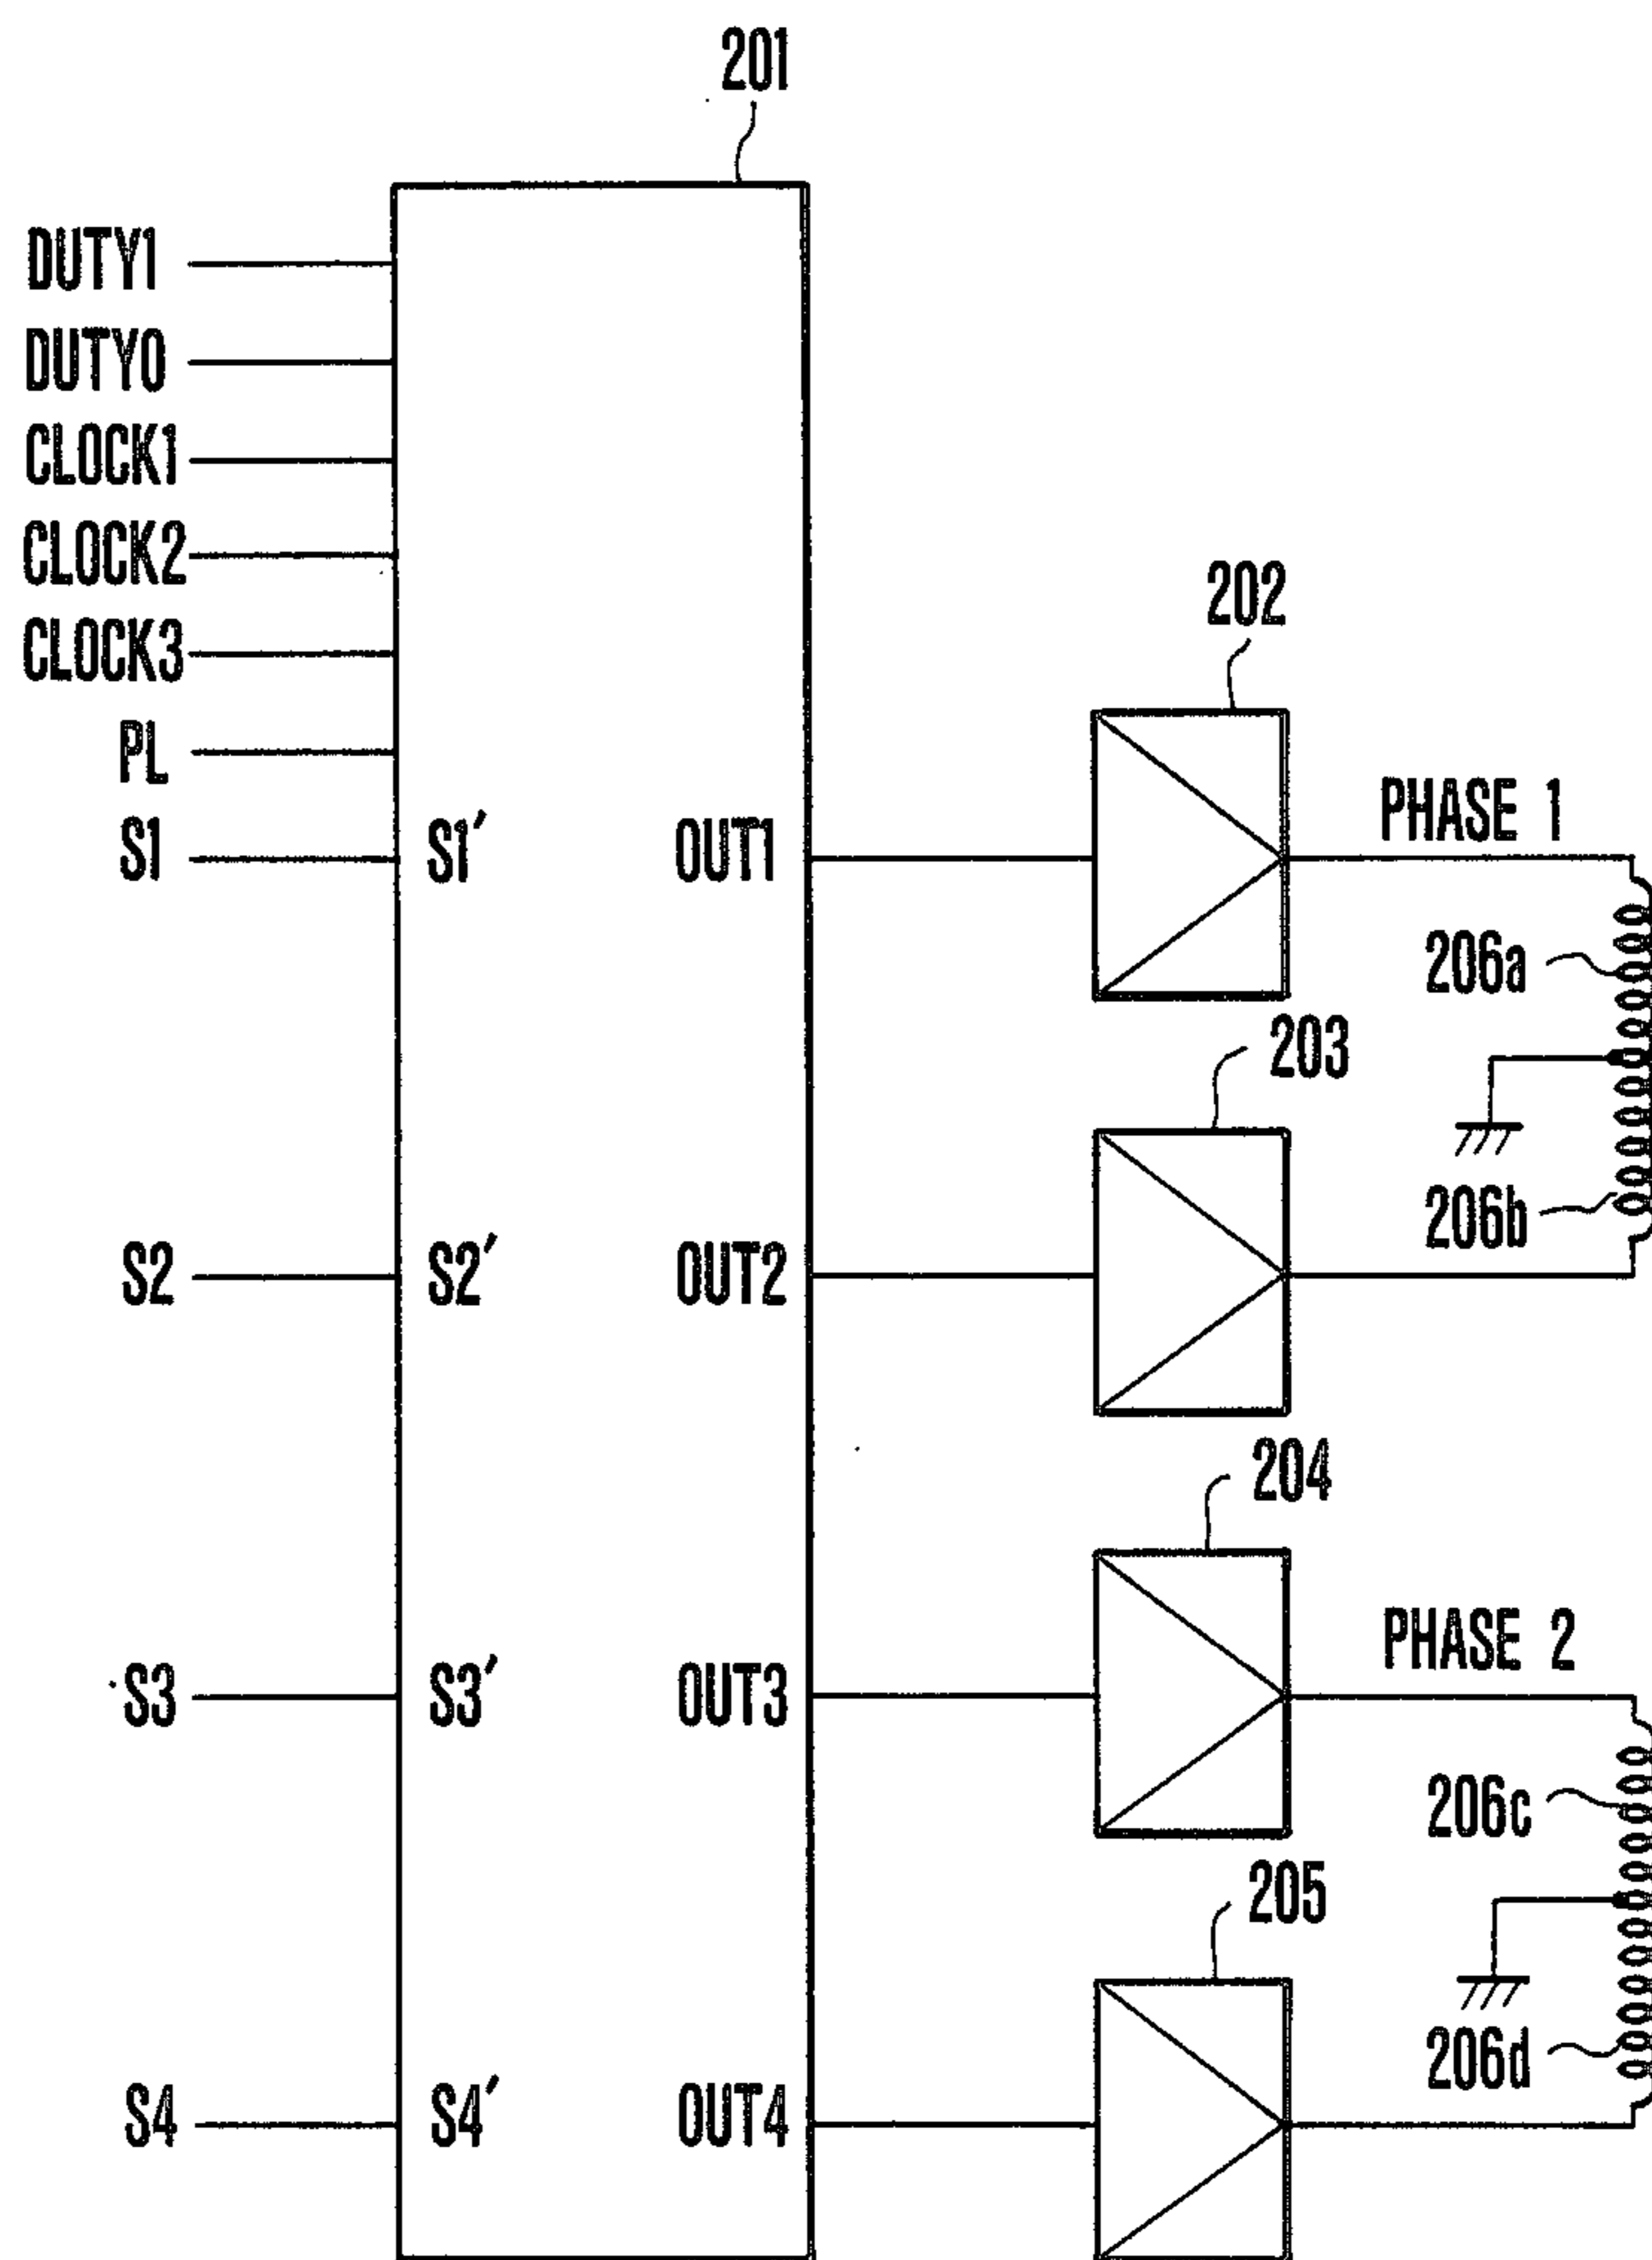 201
DUTY1
DUTY0
CLOCK1
CLOCK2
CLOCK3
PL
202
PHASE 1
S1 S1' OUT1
206a
203
206b
S2 S2' OUT2
204
PHASE 2
S3 S3' OUT3
206c
205
206d
S4 S4' OUT4